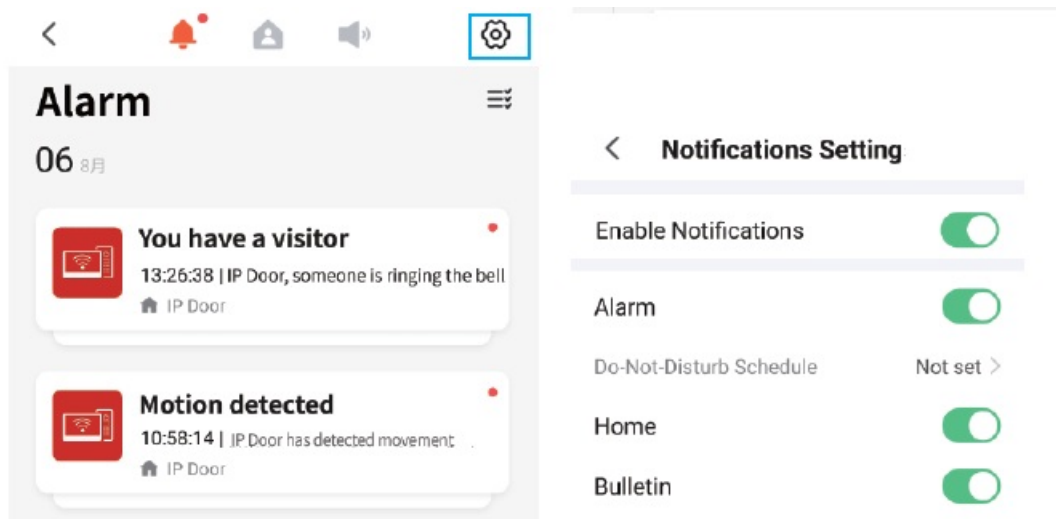 Alarm
06 8月
You have a visitor
13:26:38 | IP Door, someone is ringing the bell
IP Door
Motion detected
10:58:14 | IP Door has detected movement
IP Door
Notifications Setting
Enable Notifications
Alarm
Do-Not-Disturb Schedule Not set
Home
Bulletin